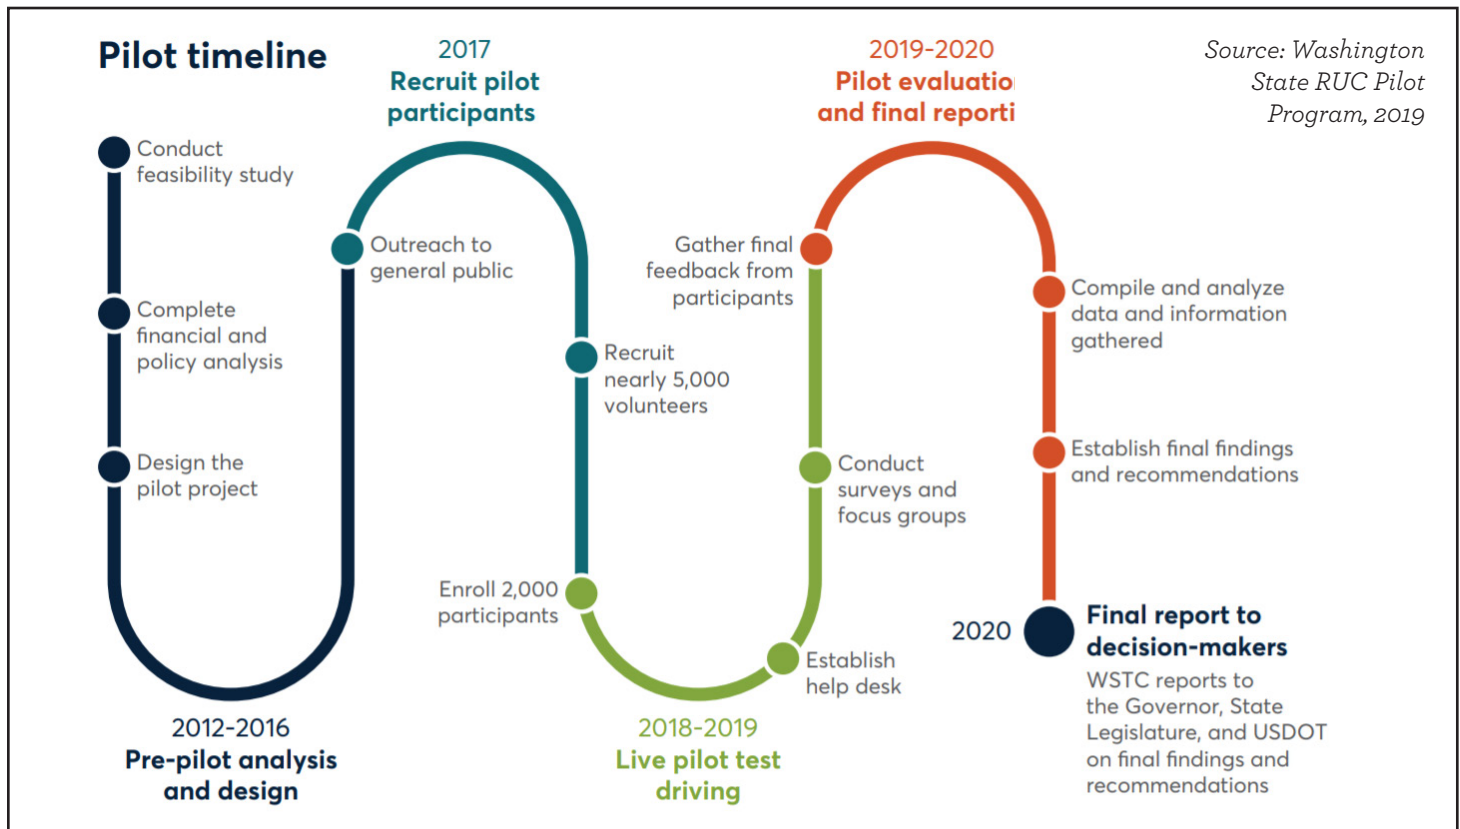 Pilot timeline
Conduct
feasibility study
Complete
financial and
policy analysis
Design the
pilot project
2012-2016
Pre-pilot analysis
and design
2017
Recruit pilot
participants
Outreach to
general public
Recruit
nearly 5,000
volunteers
Enroll 2,000
participants
Establish
help desk
2018-2019
Live pilot test
driving
Conduct
surveys and
focus groups
Gather final
feedback from
participants
2019-2020
Pilot evaluatio
and final reporti
Compile and analyze
data and information
gathered
Establish final findings
and recommendations
2020
Final report to
decision-makers
WSTC reports to
the Governor, State
Legislature, and USDOT
on final findings and
recommendations
Source: Washington
State RUC Pilot
Program, 2019